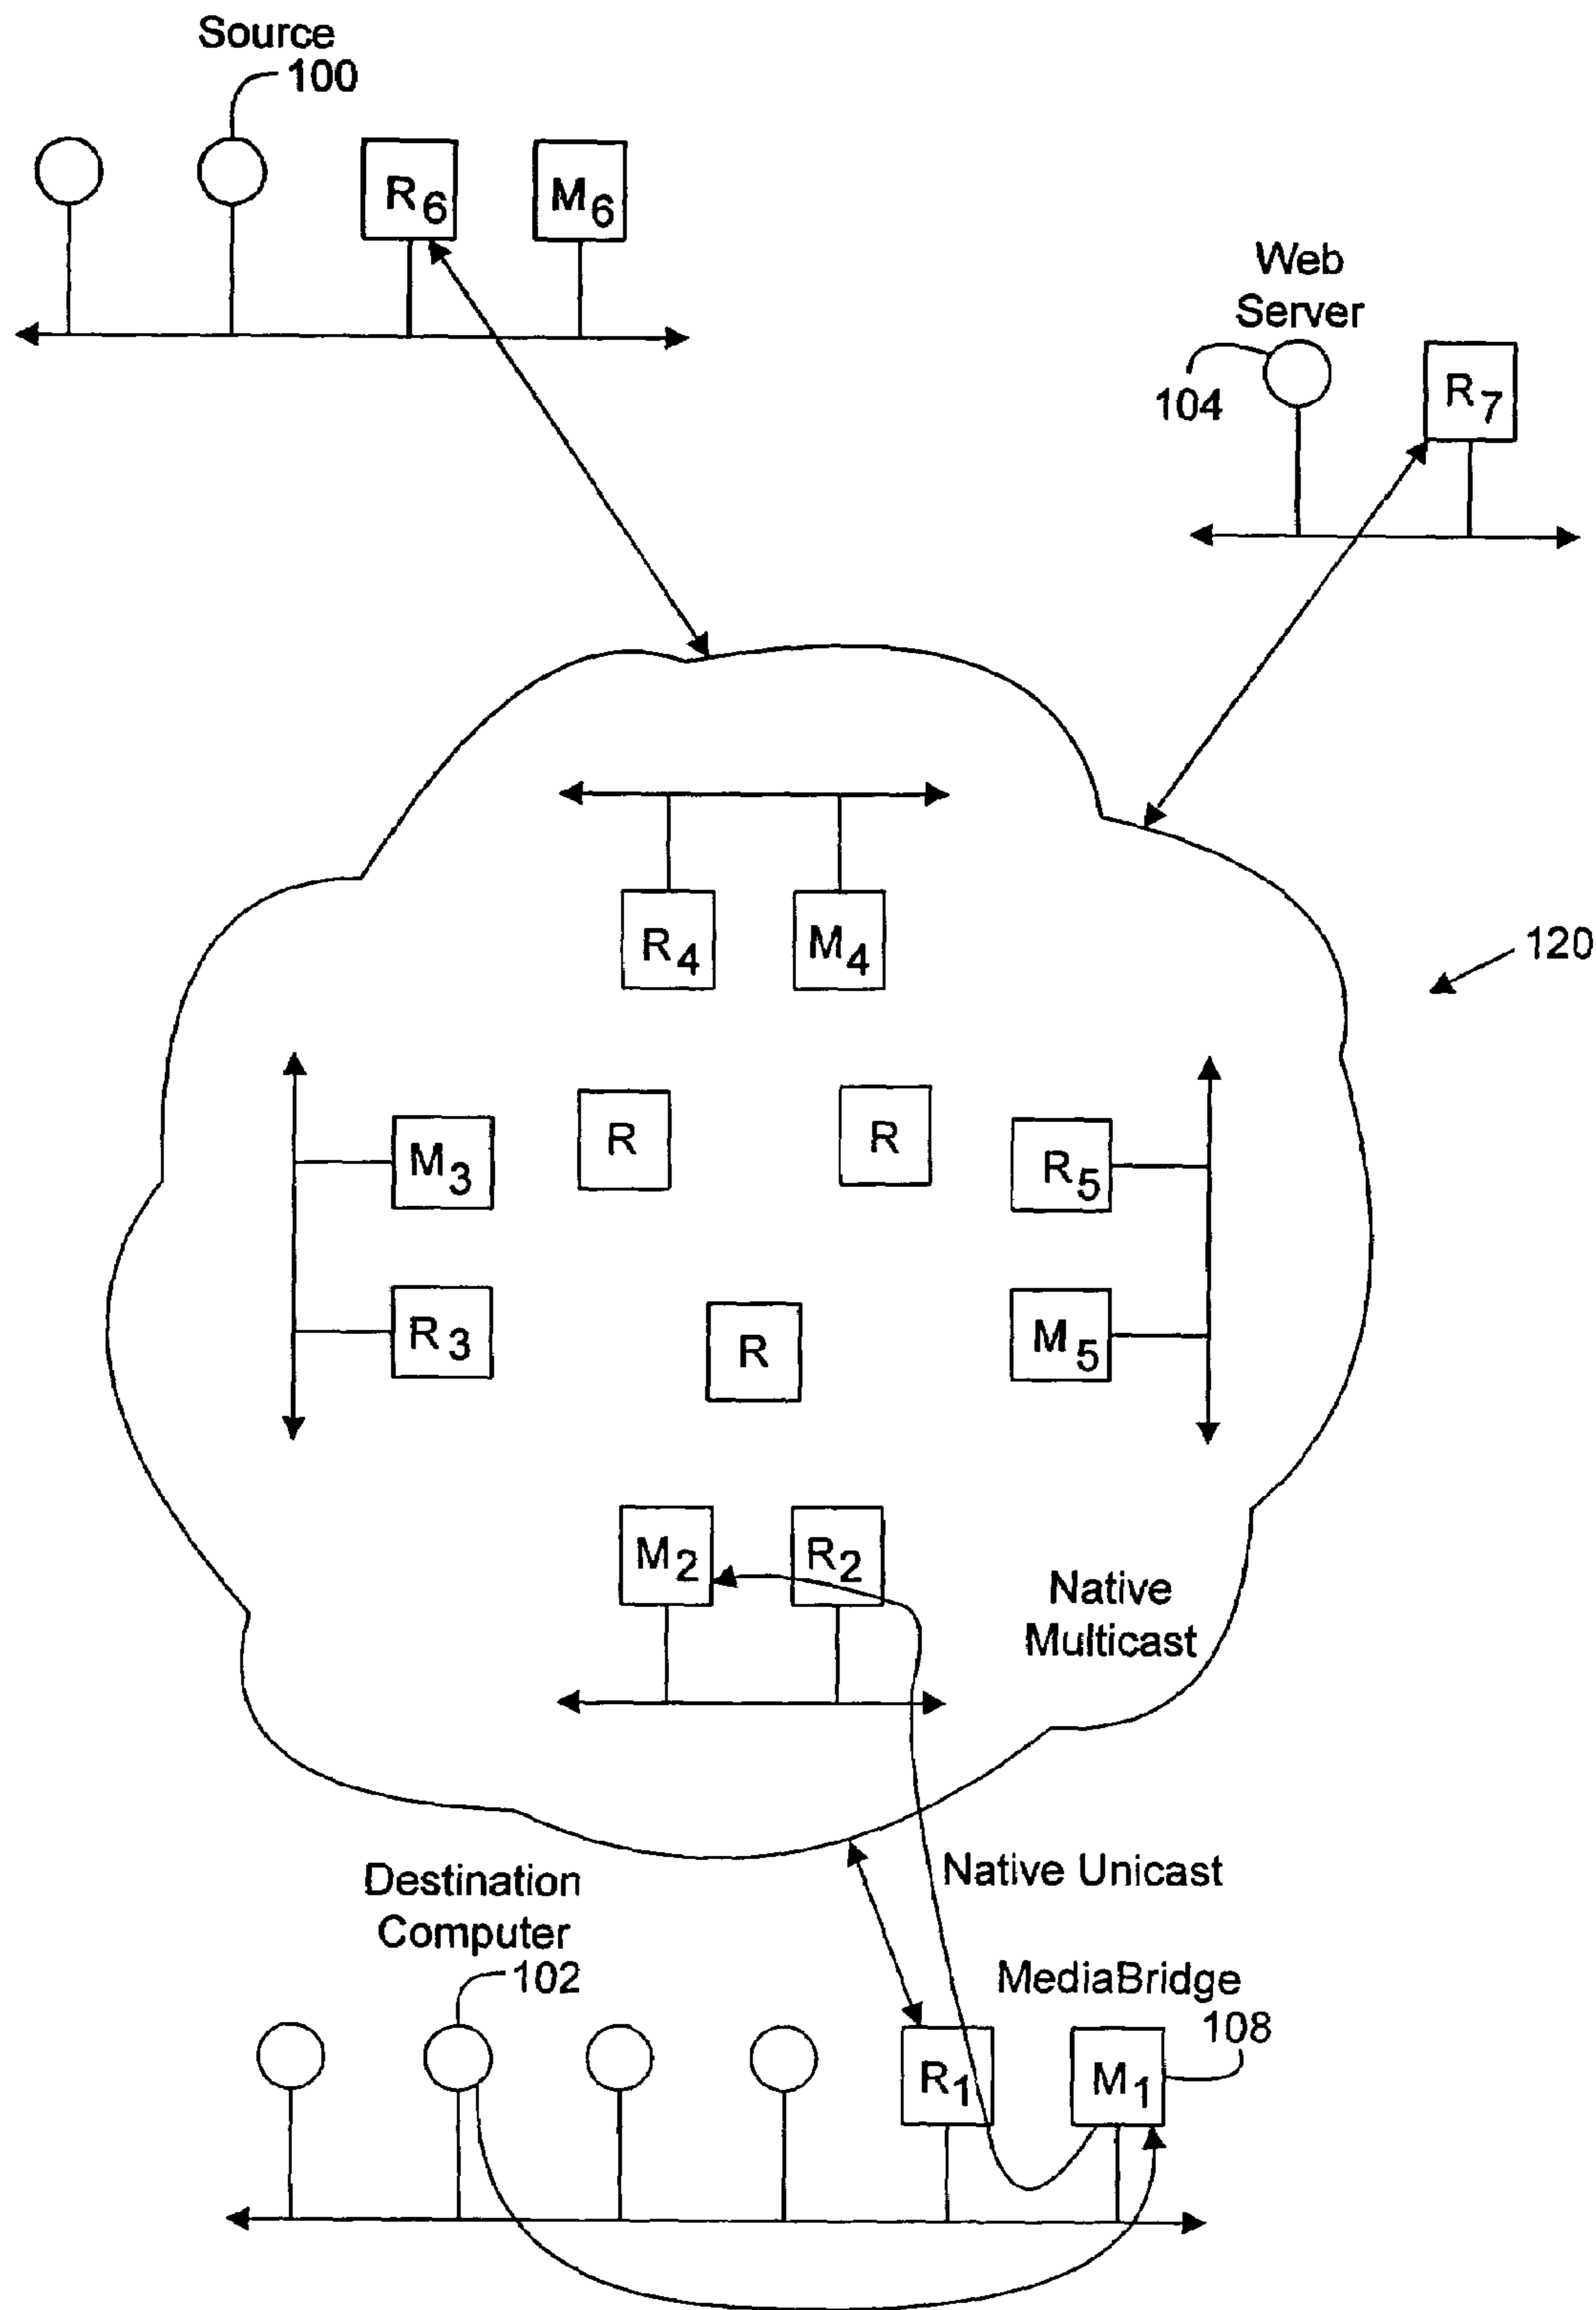 Source
100
R6 M6
Web
Server
104
R7
R4 M4
120
M3 R R R5
R3 R M5
M2 R2
Native
Multicast
Destination
Computer
102
Native Unicast
MediaBridge
108
R1 M1